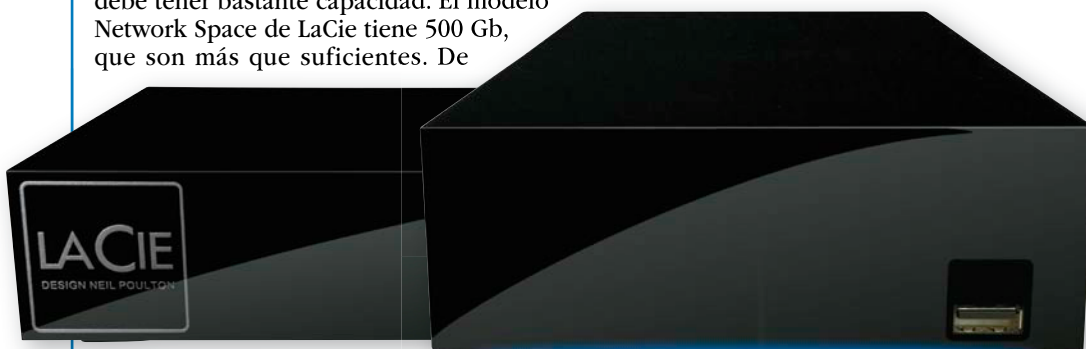 debe tener bastante capacidad. El modelo
Network Space de LaCie tiene 500 Gb,
que son más que suficientes. De
LACIE
DESIGN NEIL POULTON